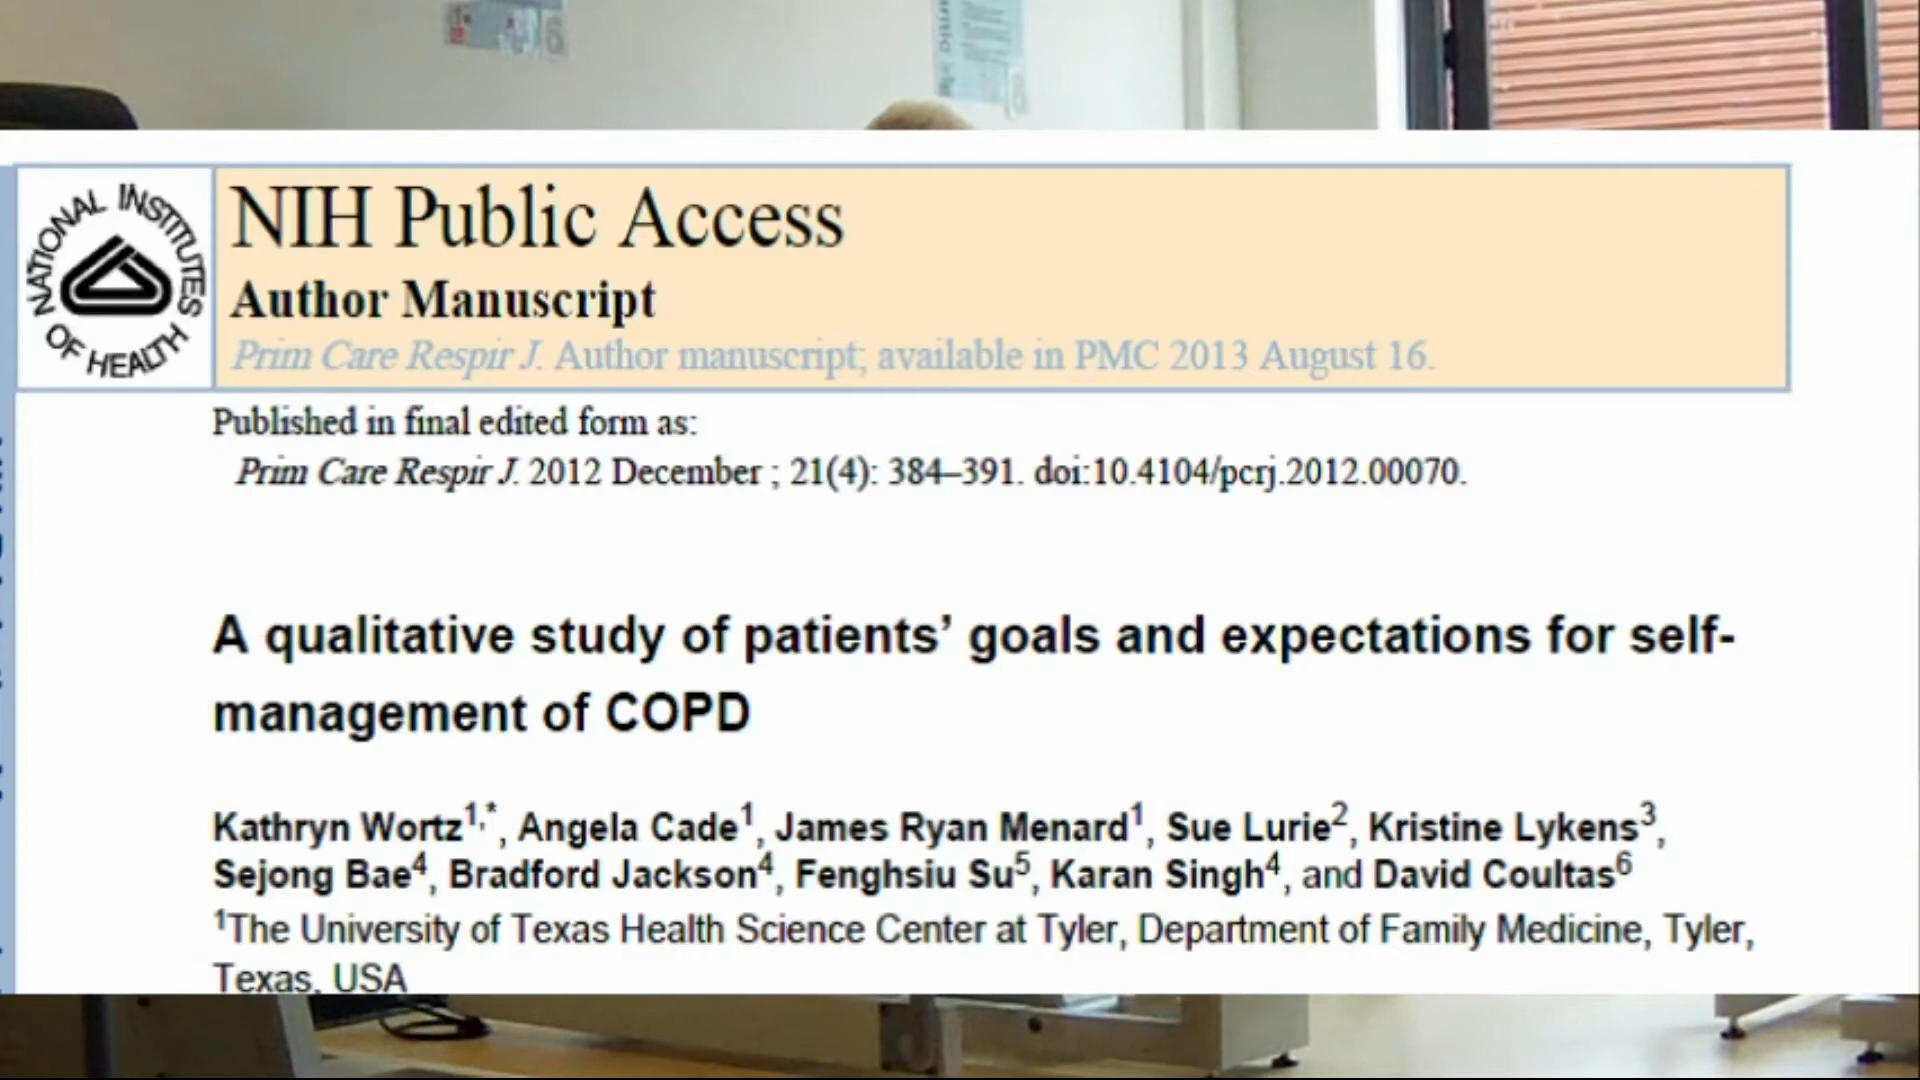 NATIONAL INSTITUTES OF HEALTH
NIH Public Access
Author Manuscript
Prim Care Respir J. Author manuscript; available in PMC 2013 August 16.
Published in final edited form as:
Prim Care Respir J. 2012 December ; 21(4): 384–391. doi:10.4104/pcrj.2012.00070.
A qualitative study of patients’ goals and expectations for self-
management of COPD
Kathryn Wortz1,*, Angela Cade1, James Ryan Menard1, Sue Lurie2, Kristine Lykens3,
Sejong Bae4, Bradford Jackson4, Fenghsiu Su5, Karan Singh4, and David Coultas6
1The University of Texas Health Science Center at Tyler, Department of Family Medicine, Tyler,
Texas, USA